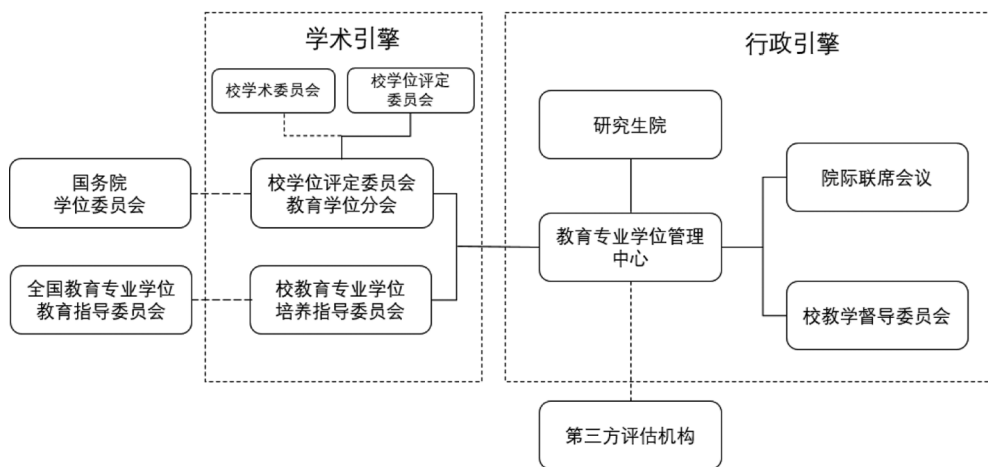 学术引擎
行政引擎
校学术委员会
校学位评定
委员会
研究生院
国务院
学位委员会
校学位评定委员会
教育学位分会
院际联席会议
教育专业学位管理
中心
全国教育专业学位
教育指导委员会
校教育专业学位
培养指导委员会
校教学督导委员会
第三方评估机构